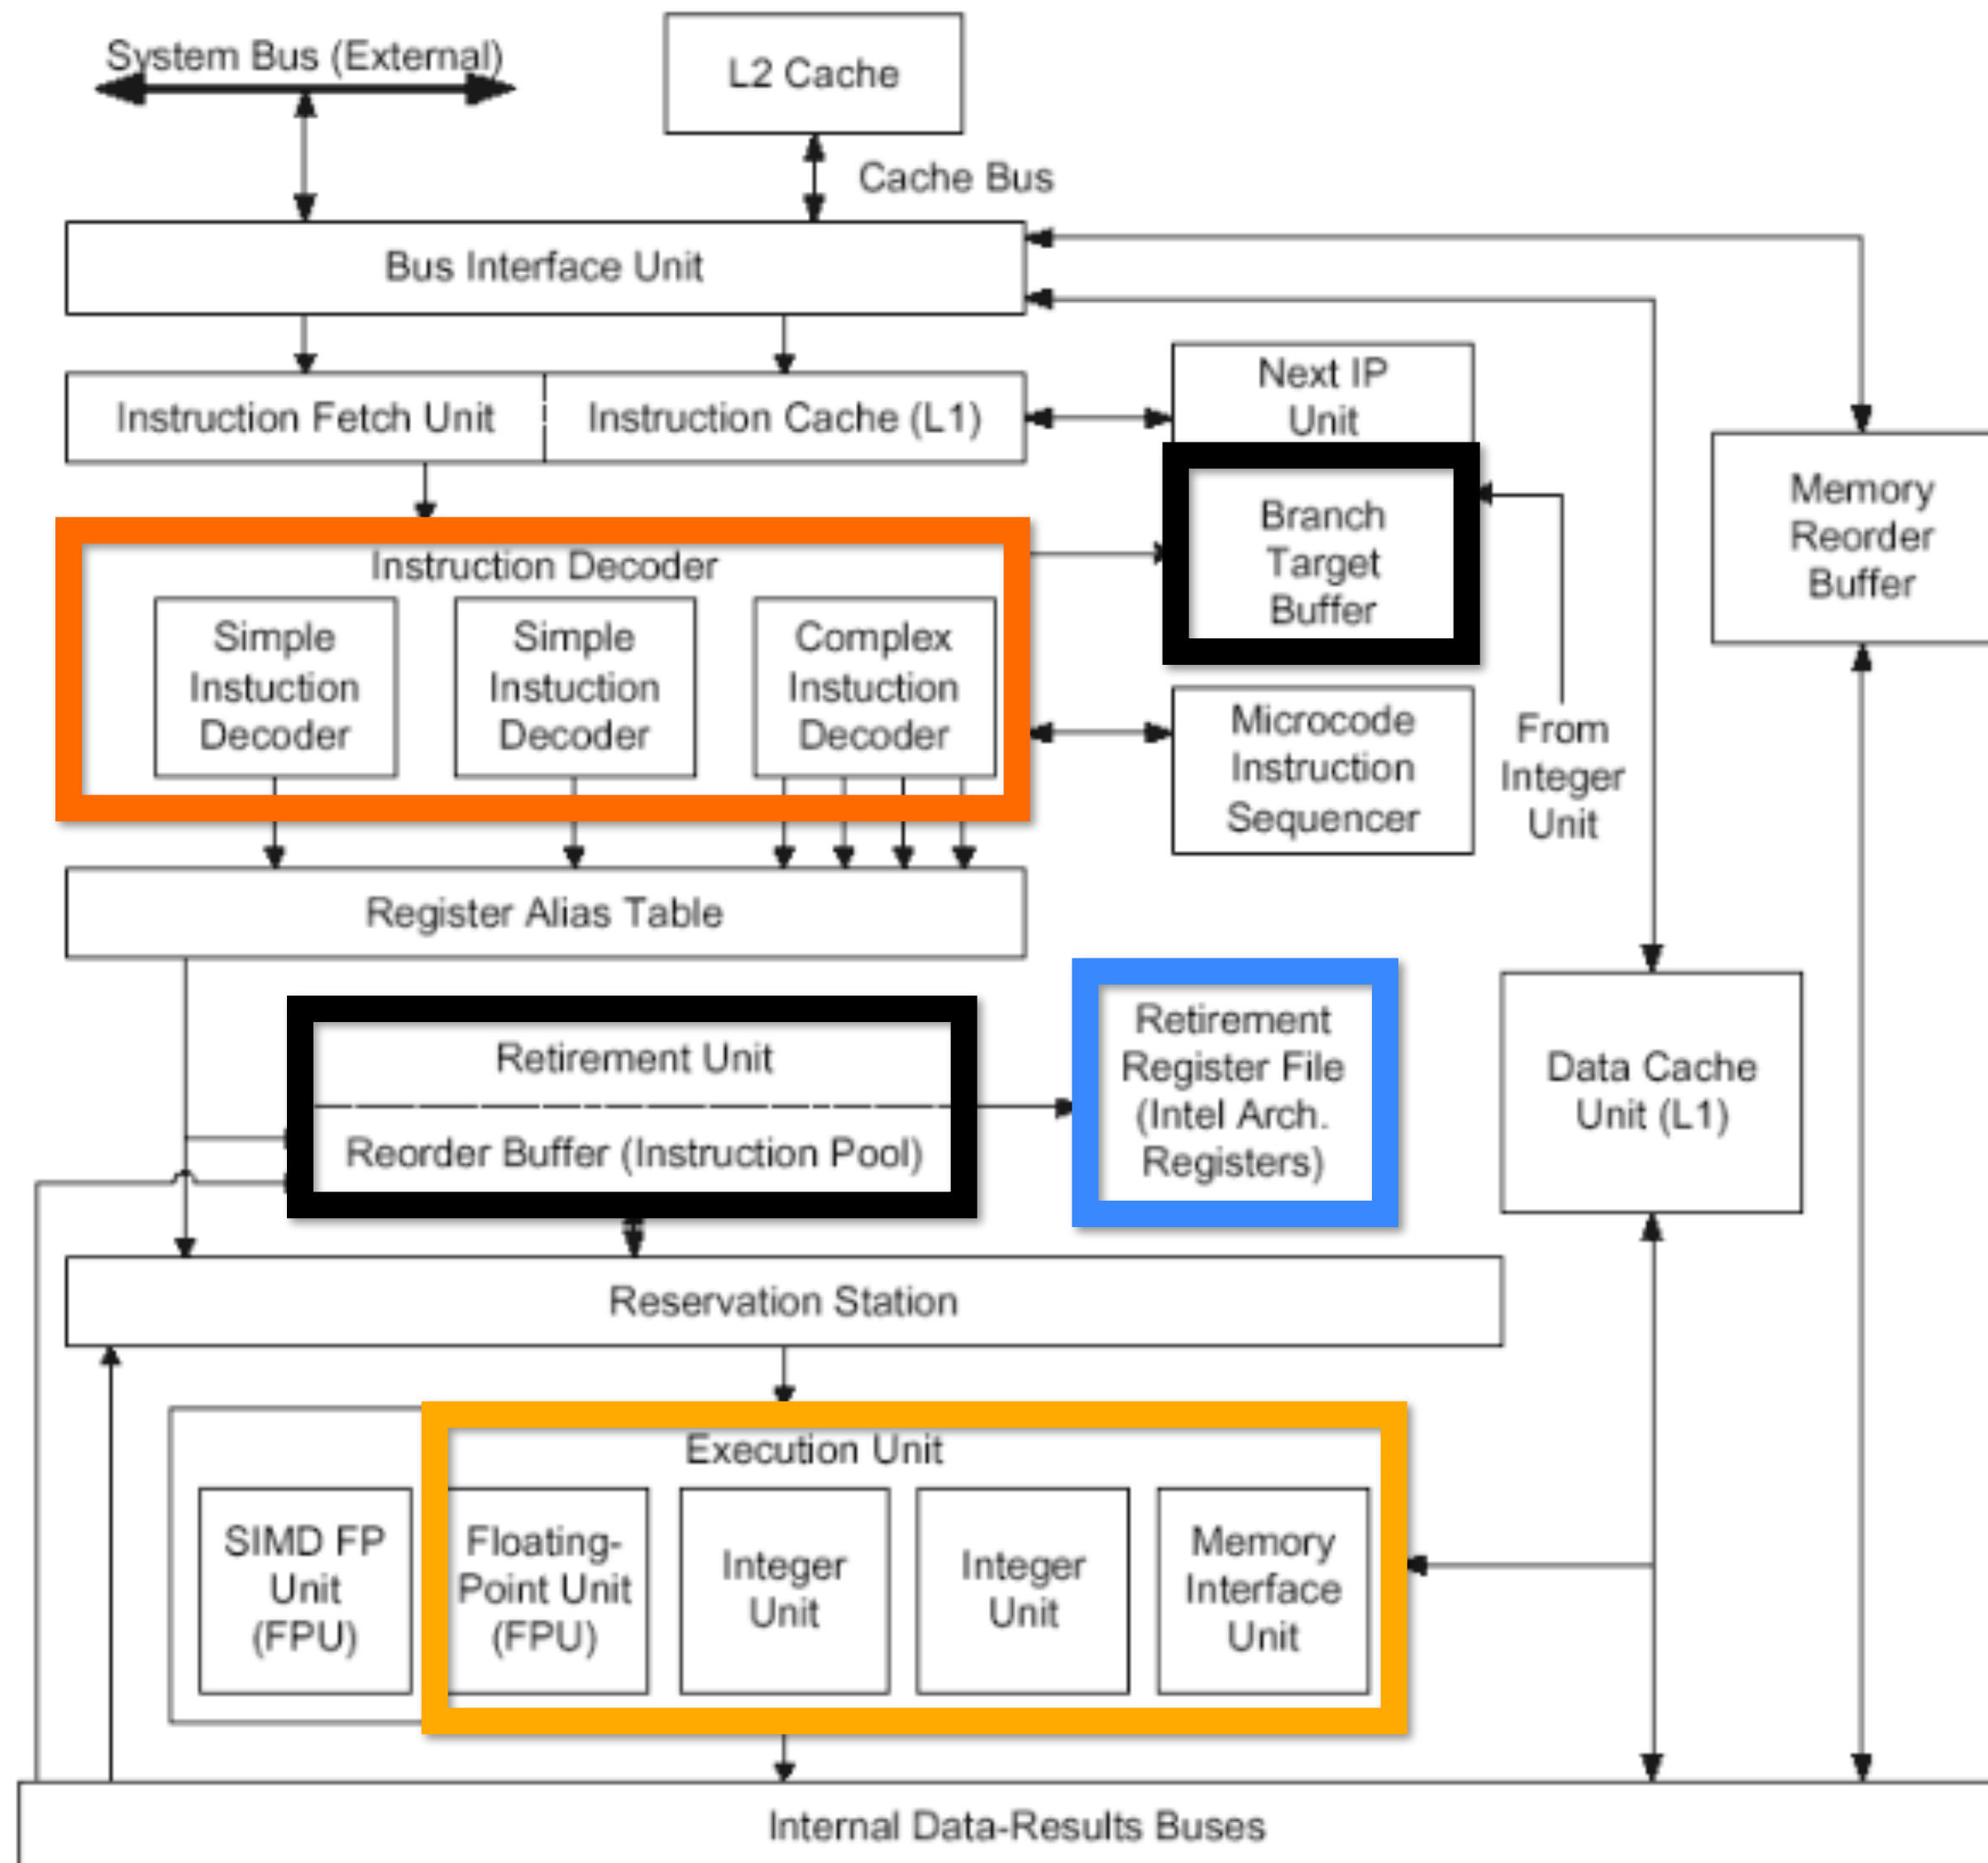 System Bus (External)
L2 Cache
Cache Bus
Bus Interface Unit
Instruction Fetch Unit
Instruction Cache (L1)
Next IP
Unit
Branch
Target
Buffer
Memory
Reorder
Buffer
Instruction Decoder
Simple
Instuction
Decoder
Simple
Instuction
Decoder
Complex
Instuction
Decoder
Microcode
Instruction
Sequencer
From
Integer
Unit
Register Alias Table
Retirement Unit
Reorder Buffer (Instruction Pool)
Retirement
Register File
(Intel Arch.
Registers)
Data Cache
Unit (L1)
Reservation Station
Execution Unit
SIMD FP
Unit
(FPU)
Floating-
Point Unit
(FPU)
Integer
Unit
Integer
Unit
Memory
Interface
Unit
Internal Data-Results Buses